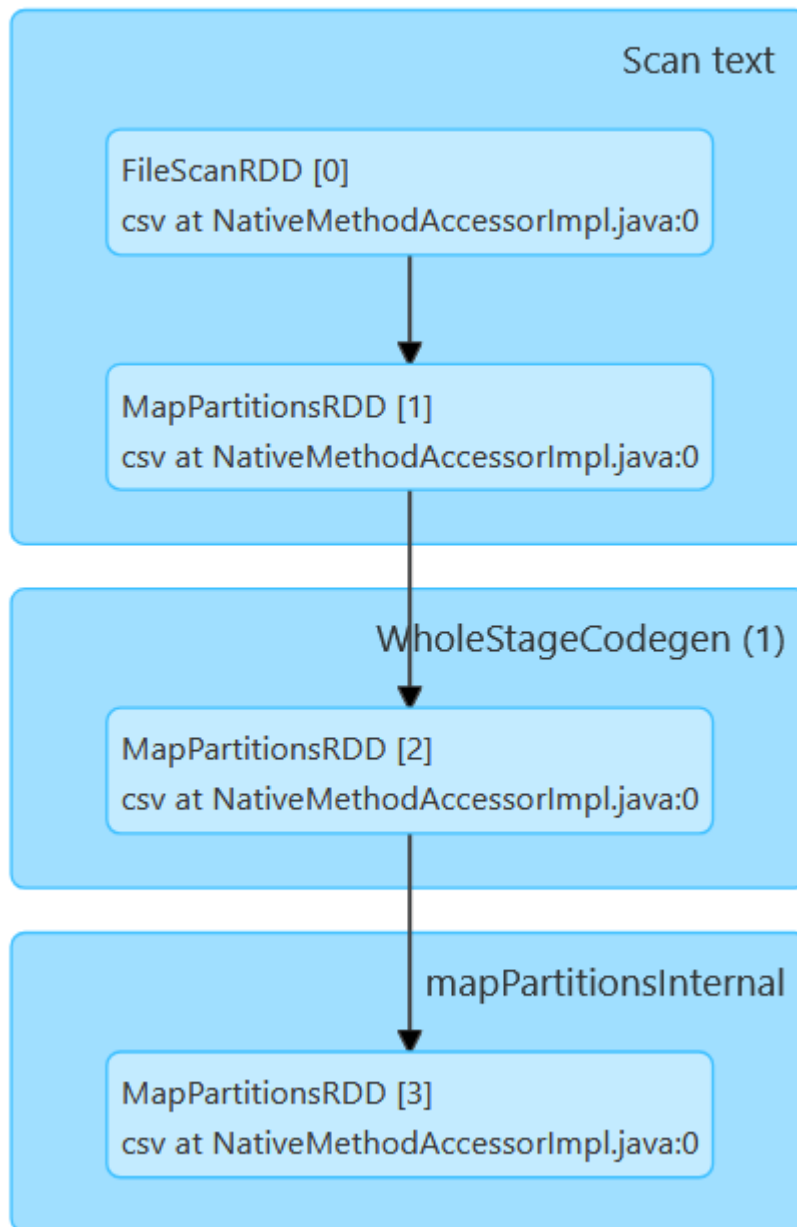 Scan text
FileScanRDD [0]
csv at NativeMethodAccessorImpl.java:0
MapPartitionsRDD [1]
csv at NativeMethodAccessorImpl.java:0
WholeStageCodegen (1)
MapPartitionsRDD [2]
csv at NativeMethodAccessorImpl.java:0
mapPartitionsInternal
MapPartitionsRDD [3]
csv at NativeMethodAccessorImpl.java:0